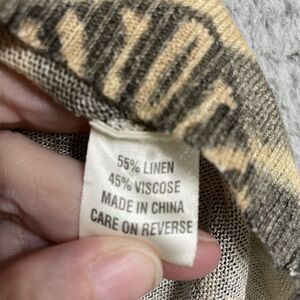 55% LINEN
45% VISCOSE
MADE IN CHINA
CARE ON REVERSE